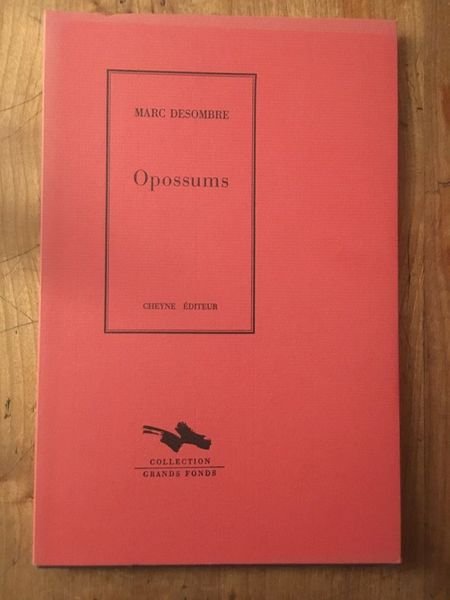 MARC DESOMBRE
Opossums
CHEYNE ÉDITEUR
COLLECTION
GRANDS FONDS